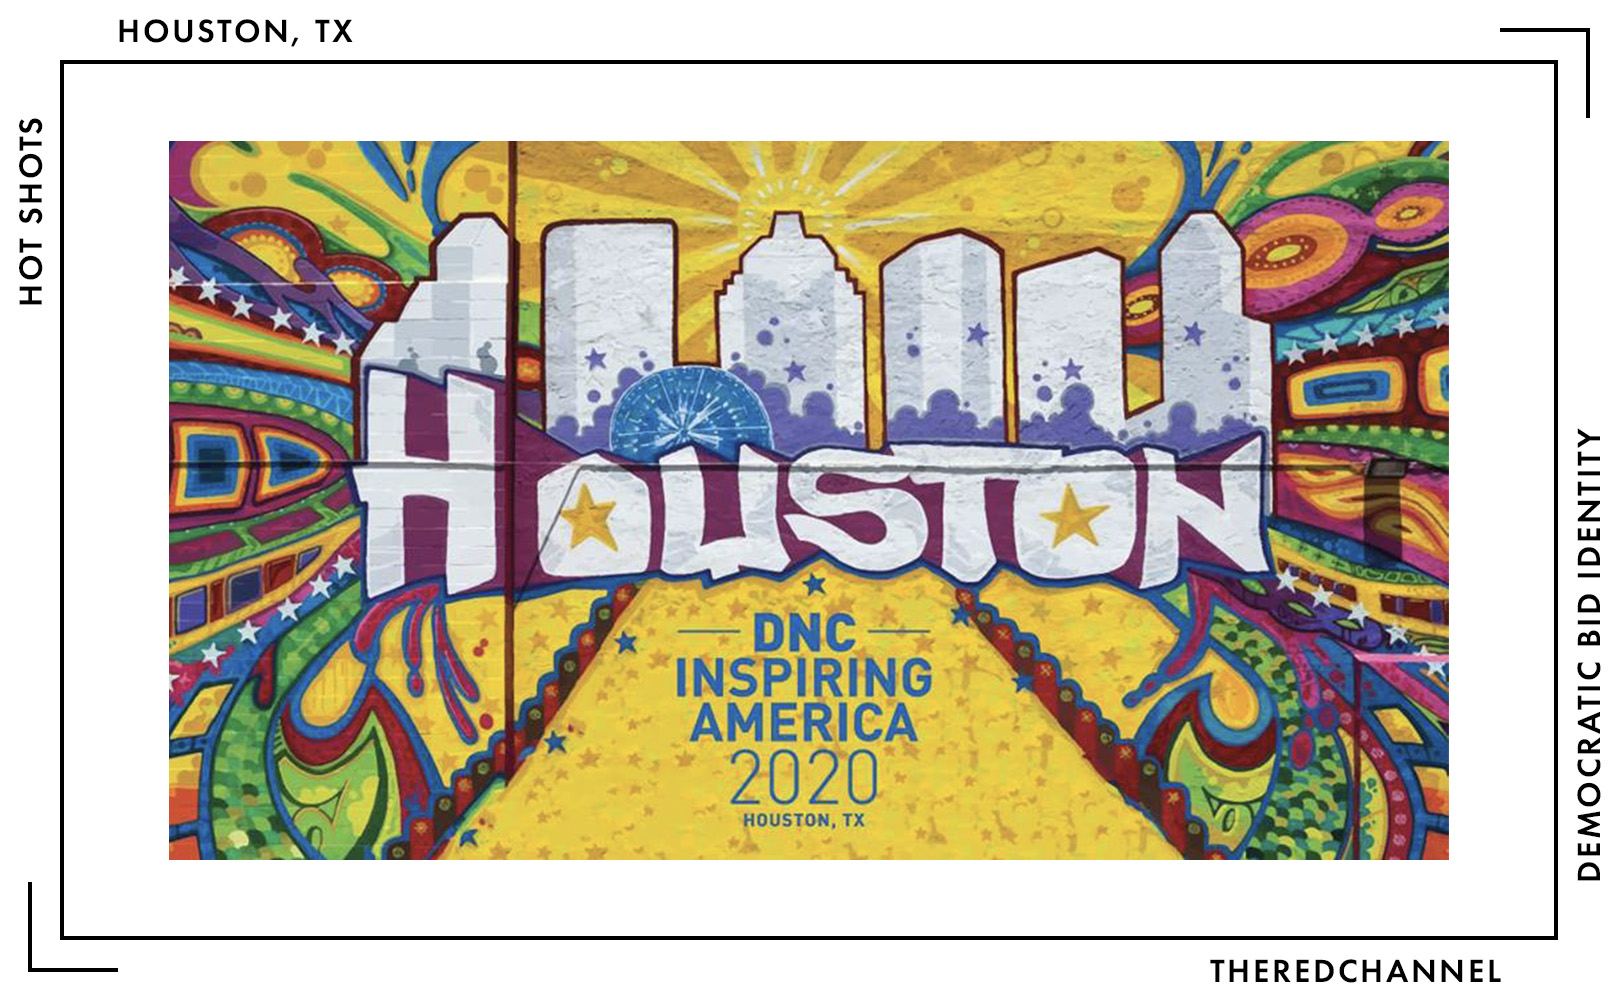 HOUSTON, TX
HOT SHOTS
HOUSTON
DNC
INSPIRING
AMERICA
2020
HOUSTON, TX
DEMOCRATIC BID IDENTITY
THEREDCHANNEL